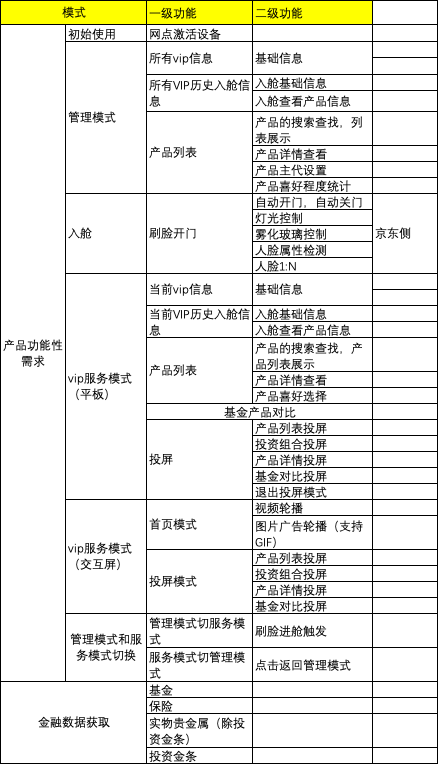 模式 一级功能 二级功能
产品功能性
需求
初始使用 网点激活设备
管理模式
所有vip信息 基础信息
所有VIP历史入舱信
息
入舱基础信息
入舱查看产品信息
产品列表
产品的搜索查找，列
表展示
产品详情查看
产品主代设置
产品喜好程度统计
入舱
刷脸开门
自动开门，自动关门
灯光控制
雾化玻璃控制
人脸属性检测
人脸1:N
京东侧
vip服务模式
（平板）
当前vip信息 基础信息
当前VIP历史入舱信
息
入舱基础信息
入舱查看产品信息
产品列表
产品的搜索查找，产
品列表展示
产品详情查看
产品喜好选择
基金产品对比
投屏
产品列表投屏
投资组合投屏
产品详情投屏
基金对比投屏
退出投屏模式
vip服务模式
（交互屏）
首页模式
视频轮播
图片广告轮播（支持
GIF）
投屏模式
产品列表投屏
投资组合投屏
产品详情投屏
基金对比投屏
管理模式和服
务模式切换
管理模式切服务模
式
刷脸进舱触发
服务模式切管理模
式
点击返回管理模式
金融数据获取
基金
保险
实物贵金属（除投
资金条）
投资金条